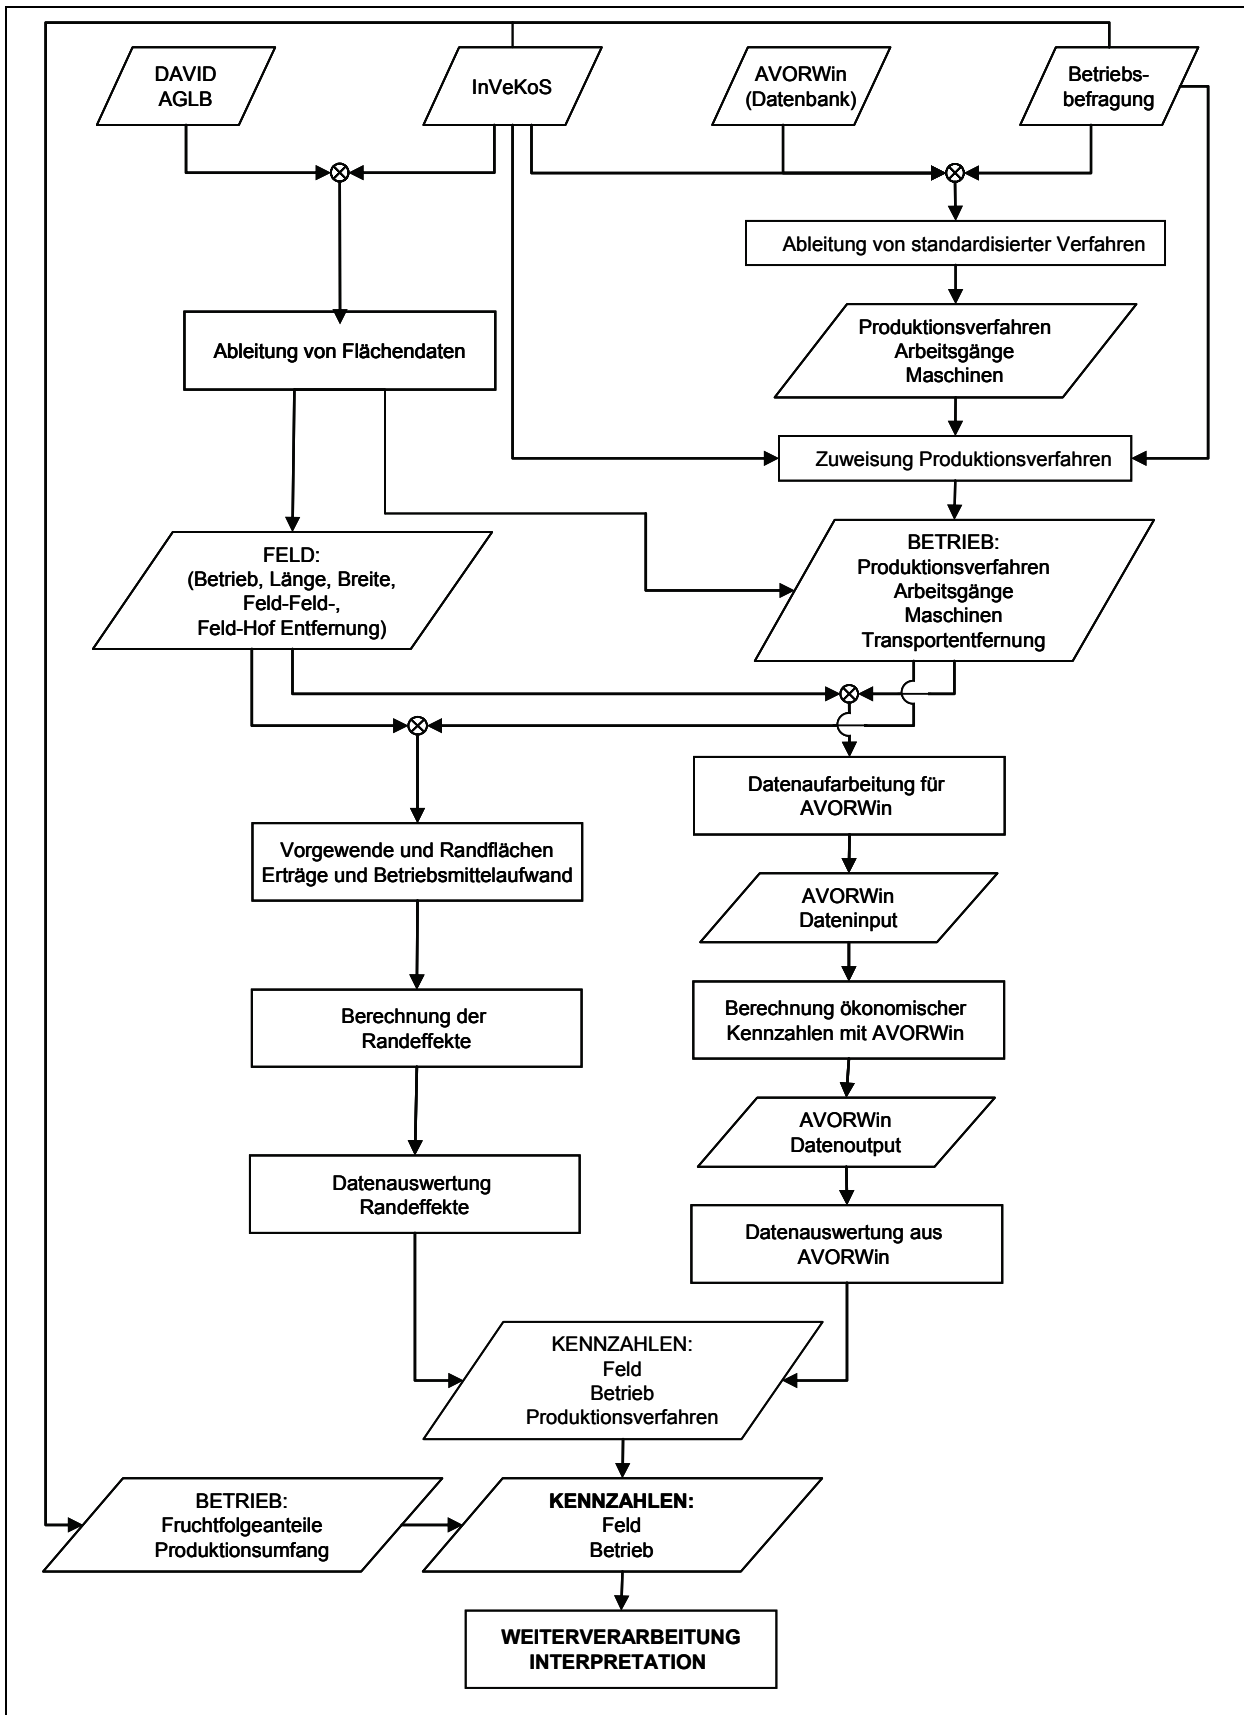 DAVID
AGLB
InVeKoS
AVORWin
(Datenbank)
Betriebs-
befragung
Ableitung von standardisierter Verfahren
Produktionsverfahren
Arbeitsgänge
Maschinen
Ableitung von Flächendaten
Zuweisung Produktionsverfahren
FELD:
(Betrieb, Länge, Breite,
Feld-Feld-,
Feld-Hof Entfernung)
BETRIEB:
Produktionsverfahren
Arbeitsgänge
Maschinen
Transportentfernung
Datenaufarbeitung für
AVORWin
Vorgewende und Randflächen
Erträge und Betriebsmittelaufwand
AVORWin
Dateninput
Berechnung der
Randeffekte
Berechnung ökonomischer
Kennzahlen mit AVORWin
AVORWin
Datenoutput
Datenauswertung
Randeffekte
Datenauswertung aus
AVORWin
KENNZAHLEN:
Feld
Betrieb
Produktionsverfahren
BETRIEB:
Fruchtfolgeanteile
Produktionsumfang
KENNZAHLEN:
Feld
Betrieb
WEITERVERARBEITUNG
INTERPRETATION